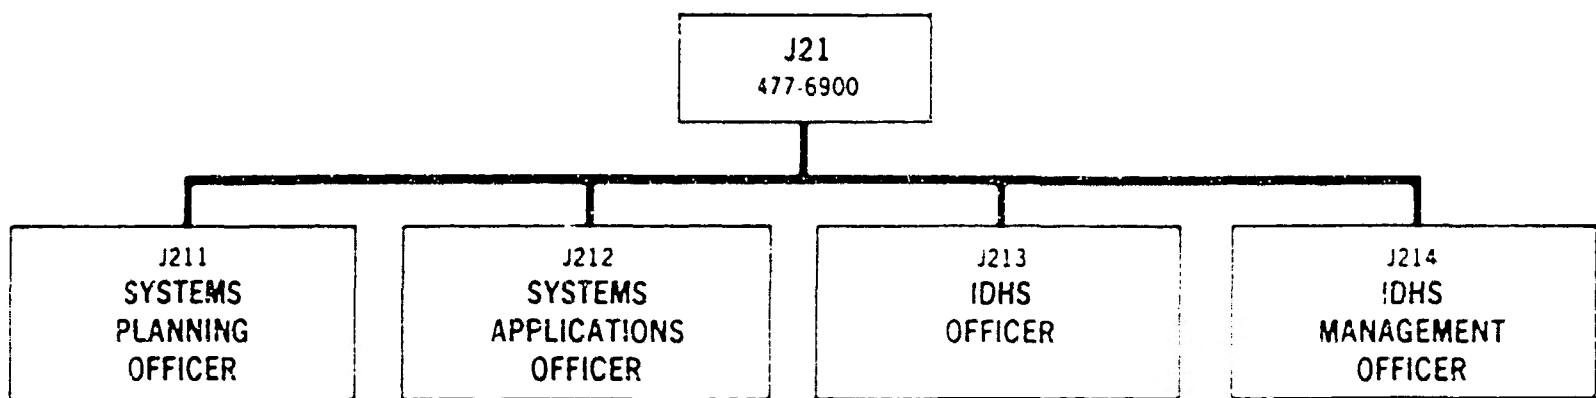 J21
477-6900
J211
SYSTEMS
PLANNING
OFFICER
J212
SYSTEMS
APPLICATIONS
OFFICER
J213
IDHS
OFFICER
J214
IDHS
MANAGEMENT
OFFICER